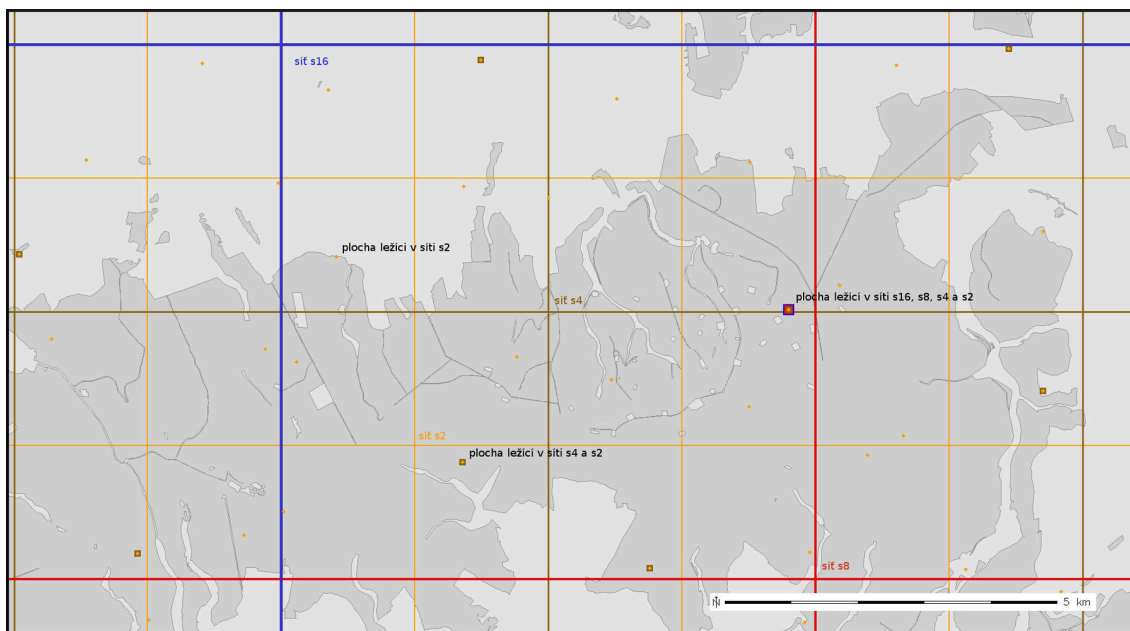 síť s16
plocha ležící v síti s2
síť s4
plocha ležící v síti s16, s8, s4 a s2
síť s2
plocha ležící v síti s4 a s2
síť s8
N
5 km